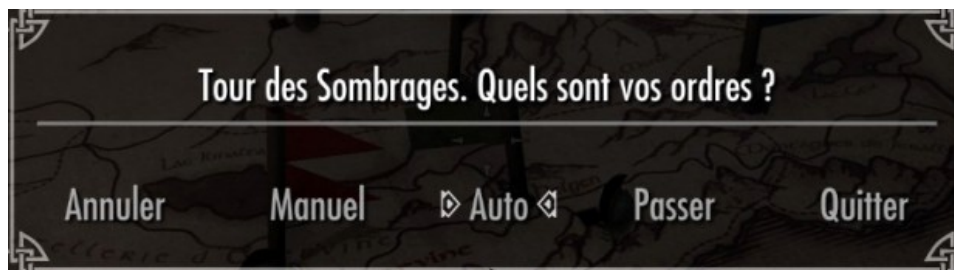 Tour des Sombrages. Quels sont vos ordres ?
Annuler Manuel Auto Passer Quitter